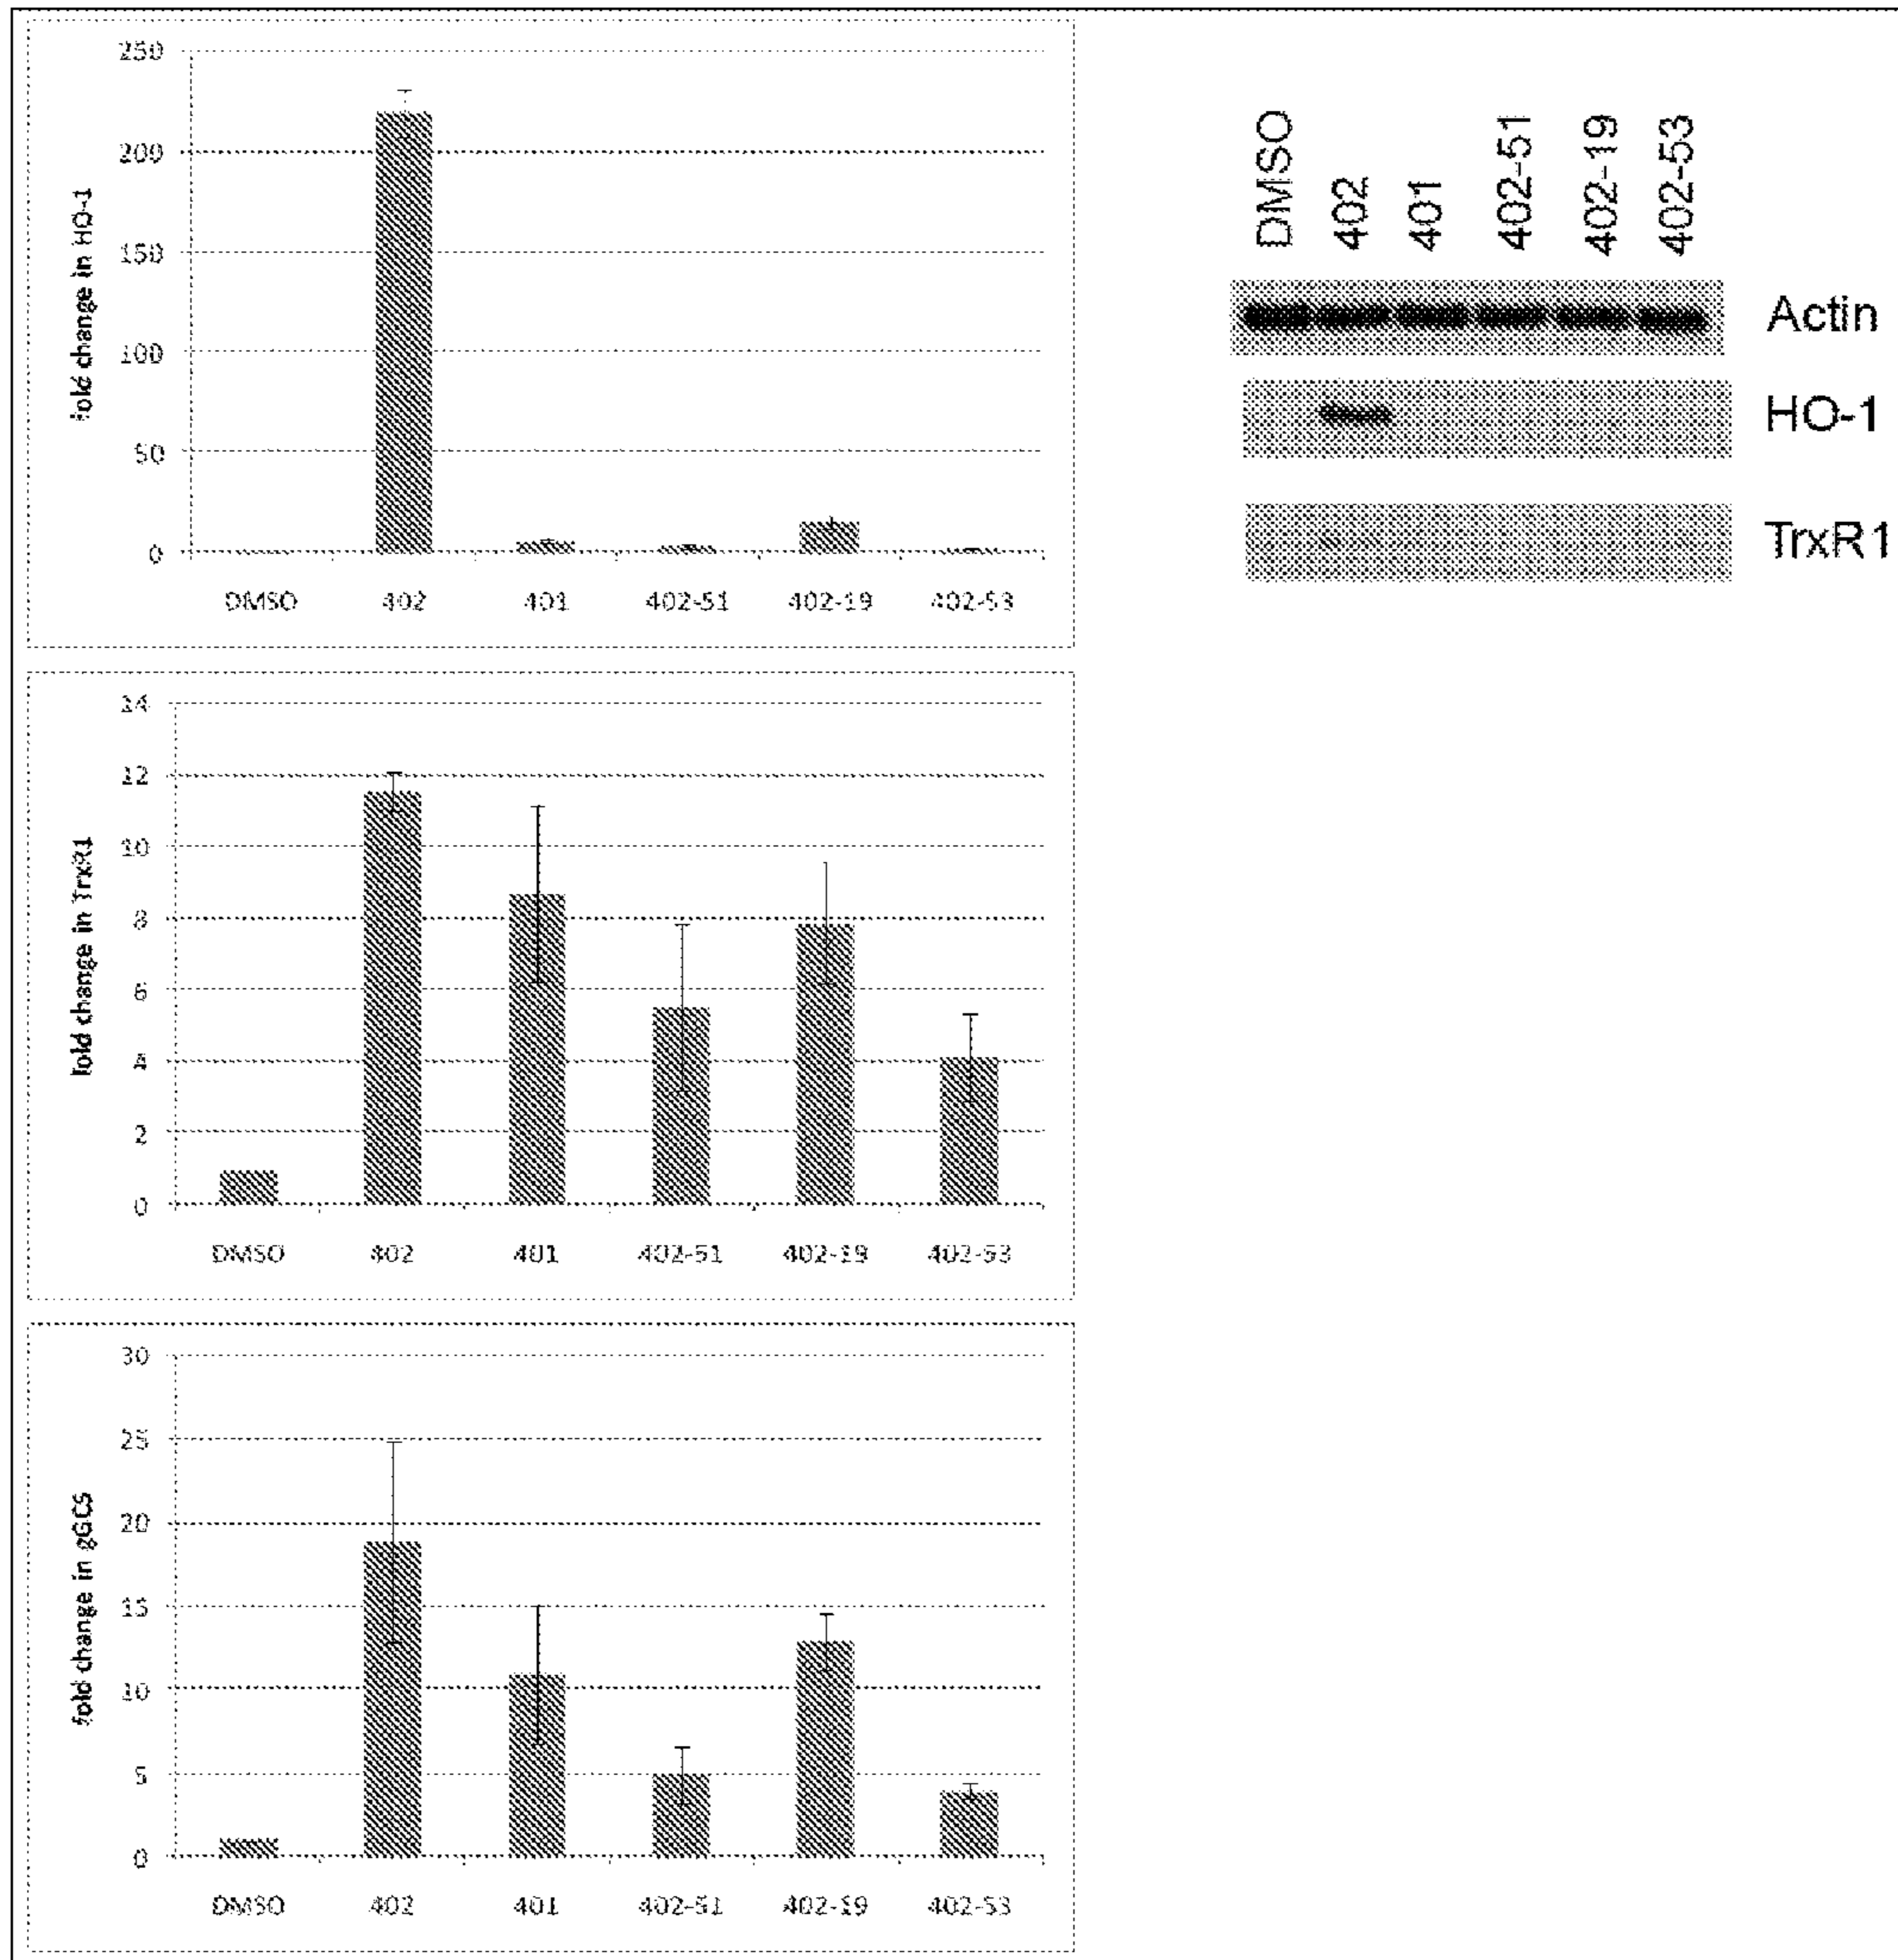 250
200
150
100
50
0
fold change in HO-1
DMSO 402 401 402-51 402-19 402-53
14
12
10
8
6
4
2
0
fold change in TrxR1
DMSO 402 401 402-51 402-19 402-53
30
25
20
15
10
5
0
fold change in gGCS
DMSO 402 401 402-51 402-19 402-53
DMSO 402 401 402-51 402-19 402-53
Actin
HO-1
TrxR1